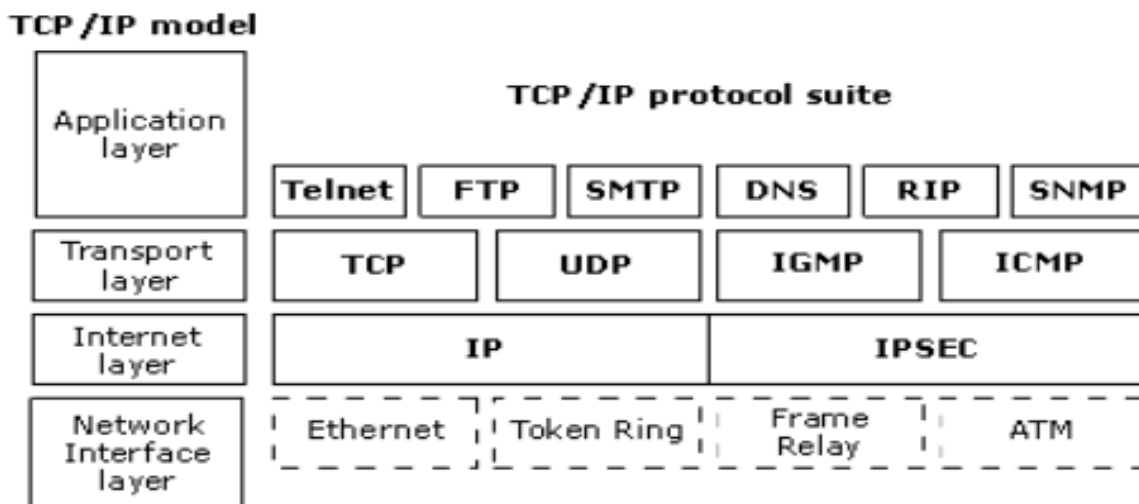 TCP/IP model
TCP/IP protocol suite
Application
layer
Telnet FTP SMTP DNS RIP SNMP
Transport
layer
TCP UDP IGMP ICMP
Internet
layer
IP IPSEC
Network
Interface
layer
Ethernet Token Ring Frame
Relay ATM